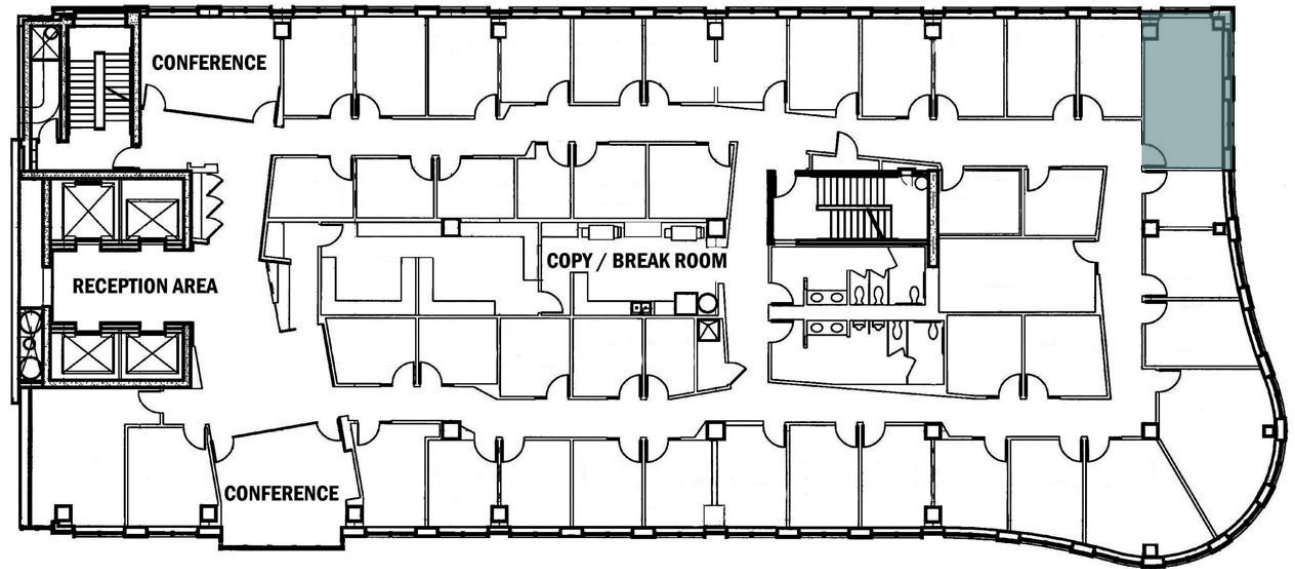 CONFERENCE
RECEPTION AREA
COPY / BREAK ROOM
CONFERENCE